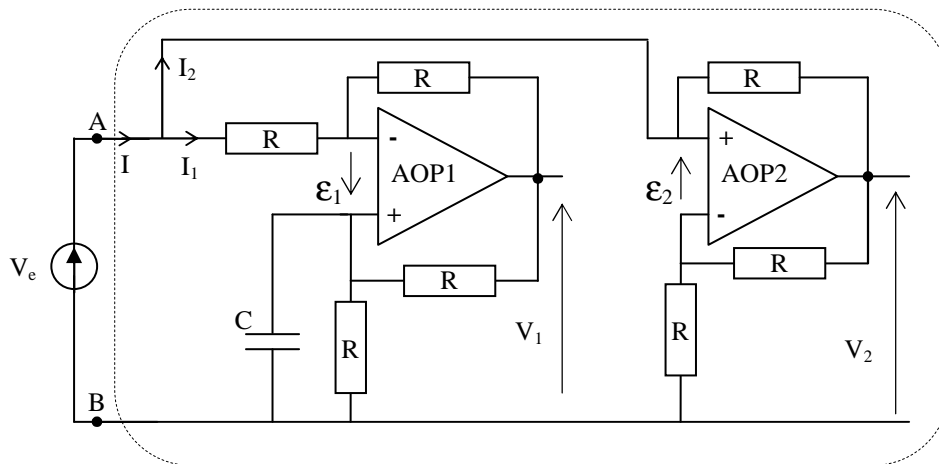 I₂
R
R
A
I
I₁
R
-
AOP1
+
ε₁
+
AOP2
-
ε₂
Vₑ
R
R
C
R
V₁
R
V₂
B